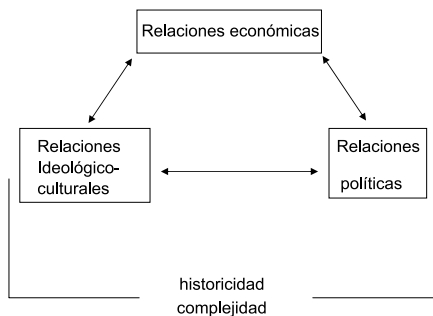 Relaciones económicas
Relaciones
Ideológico-
culturales
Relaciones
políticas
historicidad
complejidad